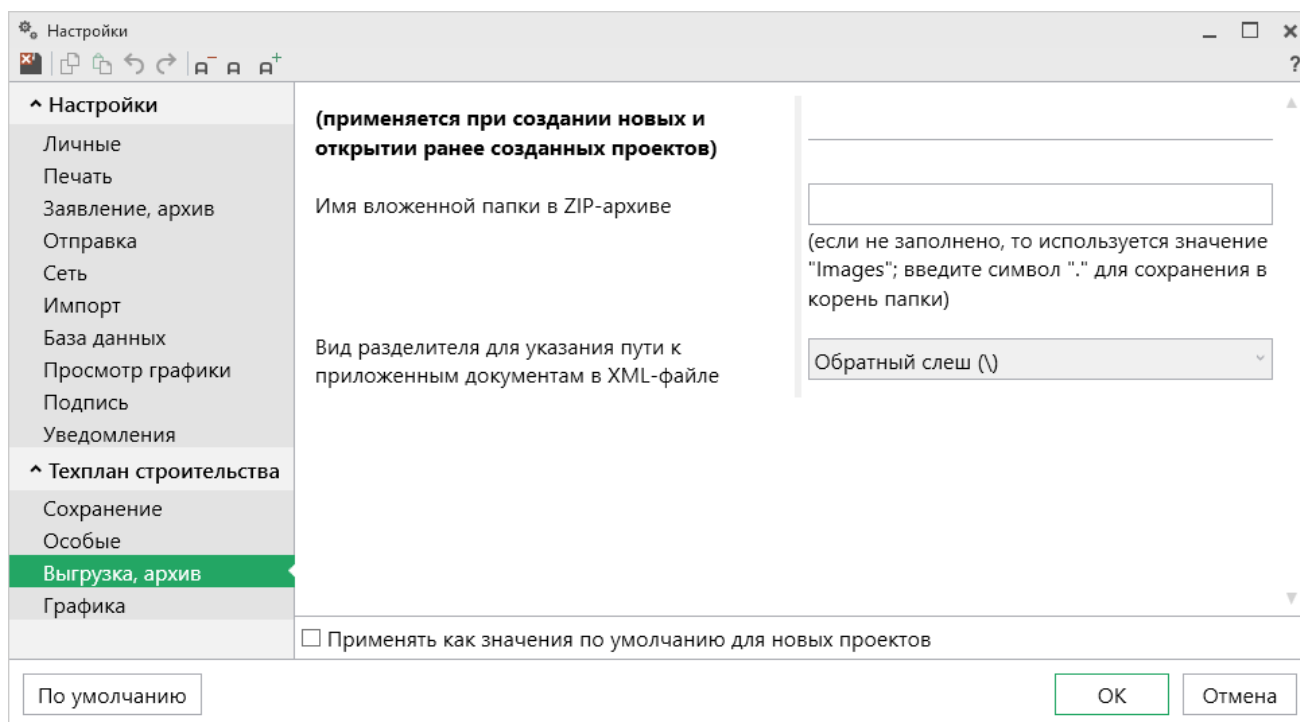 Настройки
A⁻ A A⁺
?
Настройки
Личные
Печать
Заявление, архив
Отправка
Сеть
Импорт
База данных
Просмотр графики
Подпись
Уведомления
Техплан строительства
Сохранение
Особые
Выгрузка, архив
Графика
(применяется при создании новых и
открытии ранее созданных проектов)
Имя вложенной папки в ZIP-архиве
(если не заполнено, то используется значение
"Images"; введите символ "." для сохранения в
корень папки)
Вид разделителя для указания пути к
приложенным документам в XML-файле
Обратный слеш (\)
Применять как значения по умолчанию для новых проектов
По умолчанию
ОК
Отмена